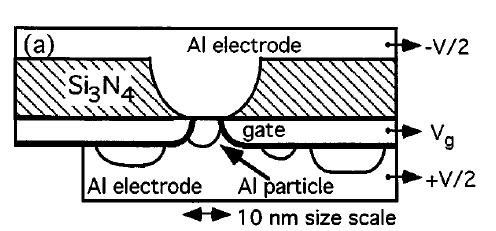 (a)
Al electrode
-V/2
Si3N4
gate
Vg
Al electrode
Al particle
+V/2
10 nm size scale